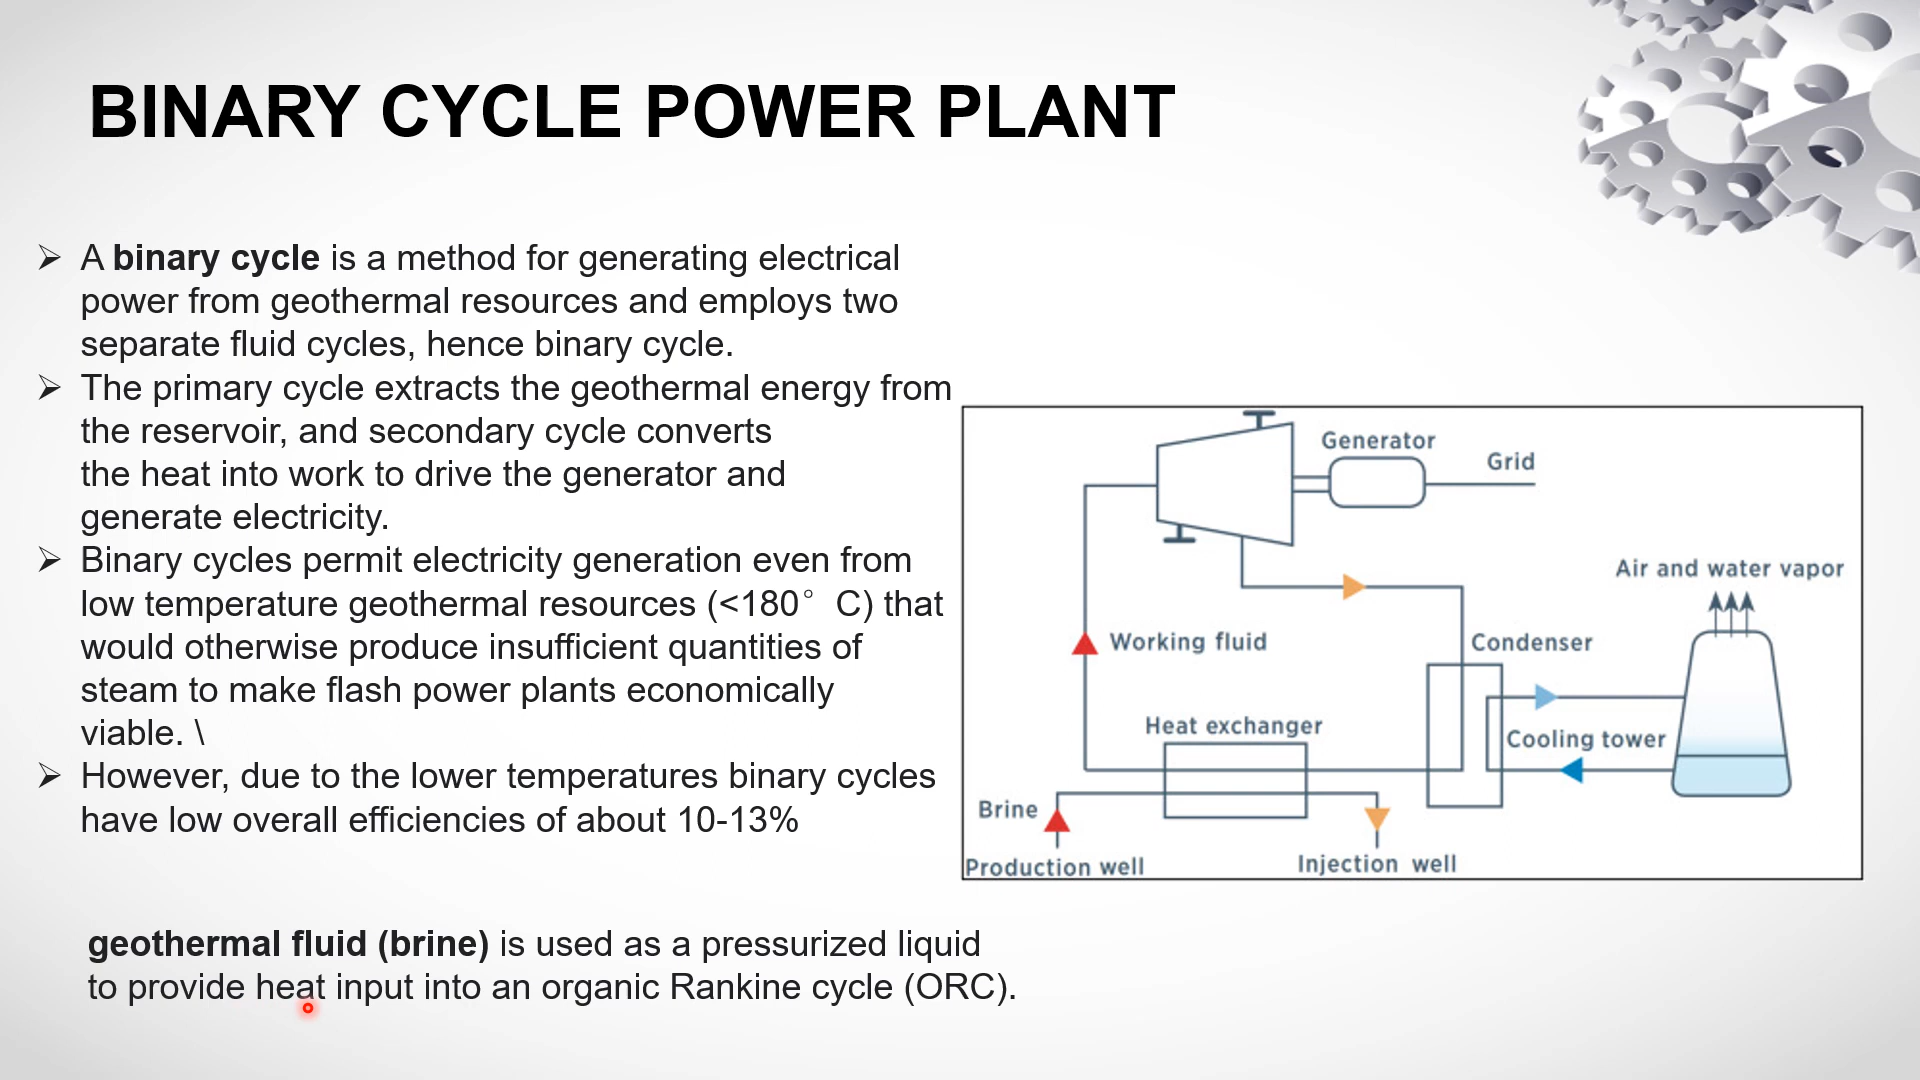 BINARY CYCLE POWER PLANT
A binary cycle is a method for generating electrical
power from geothermal resources and employs two
separate fluid cycles, hence binary cycle.
The primary cycle extracts the geothermal energy from
the reservoir, and secondary cycle converts
the heat into work to drive the generator and
generate electricity.
Binary cycles permit electricity generation even from
low temperature geothermal resources (<180° C) that
would otherwise produce insufficient quantities of
steam to make flash power plants economically
viable. \
However, due to the lower temperatures binary cycles
have low overall efficiencies of about 10-13%
geothermal fluid (brine) is used as a pressurized liquid
to provide heat input into an organic Rankine cycle (ORC).
Generator
Grid
Air and water vapor
Working fluid
Condenser
Heat exchanger
Cooling tower
Brine
Production well
Injection well